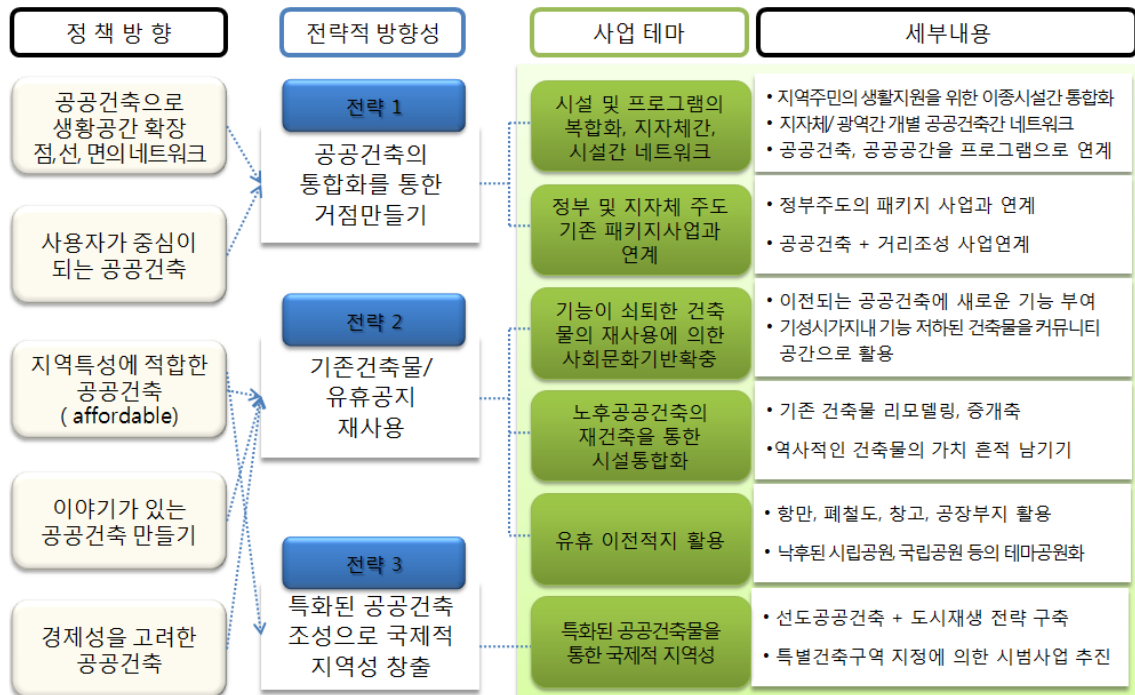 정 책 방 향
전략적 방향성
사업 테마
세부내용
공공건축으로
생활공간 확장
점,선, 면의 네트워크
사용자가 중심이
되는 공공건축
지역특성에 적합한
공공건축
( affordable)
이야기가 있는
공공건축 만들기
경제성을 고려한
공공건축
전략 1
공공건축의
통합화를 통한
거점만들기
전략 2
기존건축물/
유휴공지
재사용
전략 3
특화된 공공건축
조성으로 국제적
지역성 창출
시설 및 프로그램의
복합화, 지자체간,
시설간 네트워크
• 지역주민의 생활지원을 위한 이종시설간 통합화
• 지자체/ 광역간 개별 공공건축간 네트워크
• 공공건축, 공공공간을 프로그램으로 연계
정부 및 지자체 주도
기존 패키지사업과
연계
• 정부주도의 패키지 사업과 연계
• 공공건축 + 거리조성 사업연계
기능이 쇠퇴한 건축
물의 재사용에 의한
사회문화기반확충
• 이전되는 공공건축에 새로운 기능 부여
• 기성시가지내 기능 저하된 건축물을 커뮤니티
공간으로 활용
노후공공건축의
재건축을 통한
시설통합화
• 기존 건축물 리모델링, 증개축
•역사적인 건축물의 가치 흔적 남기기
유휴 이전적지 활용
• 항만, 폐철도, 창고, 공장부지 활용
• 낙후된 시립공원, 국립공원 등의 테마공원화
특화된 공공건축물을
통한 국제적 지역성
• 선도공공건축 + 도시재생 전략 구축
• 특별건축구역 지정에 의한 시범사업 추진